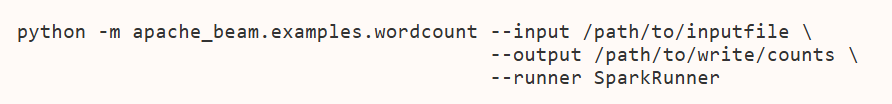 python -m apache_beam.examples.wordcount --input /path/to/inputfile \
--output /path/to/write/counts \
--runner SparkRunner